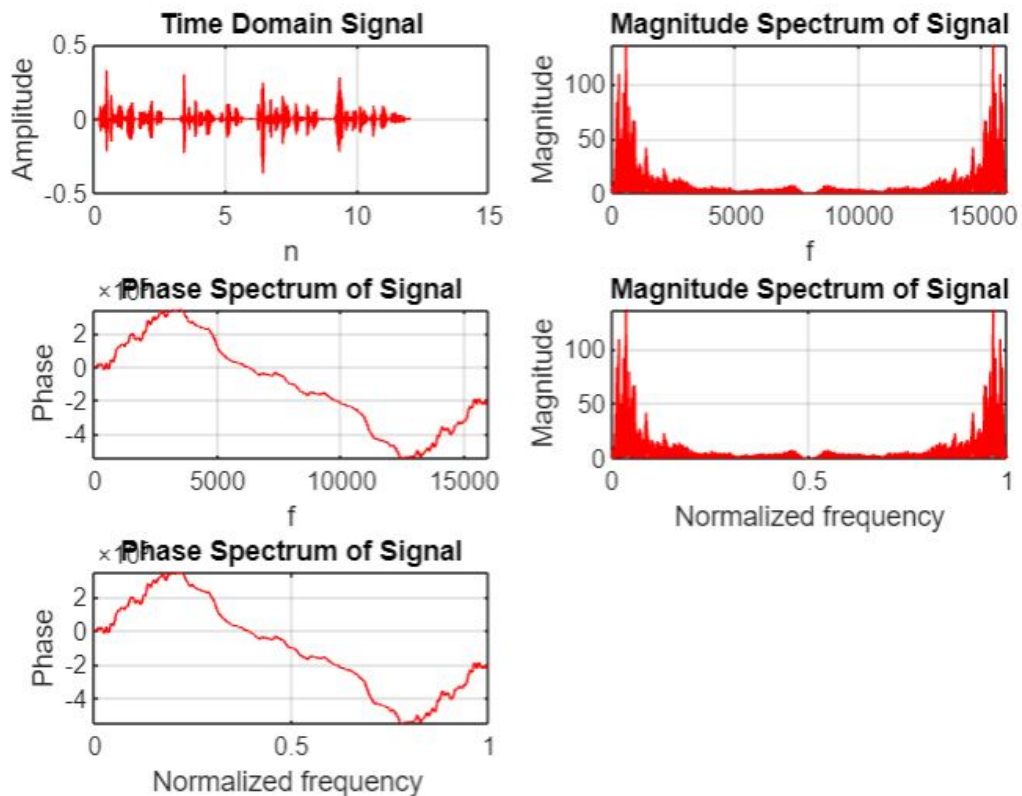 Time Domain Signal
Amplitude
0.5
0
-0.5
0 5 10 15
n
Magnitude Spectrum of Signal
Magnitude
100
50
0
0 5000 10000 15000
f
Phase Spectrum of Signal
Phase
2
0
-2
-4
0 5000 10000 15000
f
Magnitude Spectrum of Signal
Magnitude
100
50
0
0 0.5 1
Normalized frequency
Phase Spectrum of Signal
Phase
2
0
-2
-4
0 0.5 1
Normalized frequency